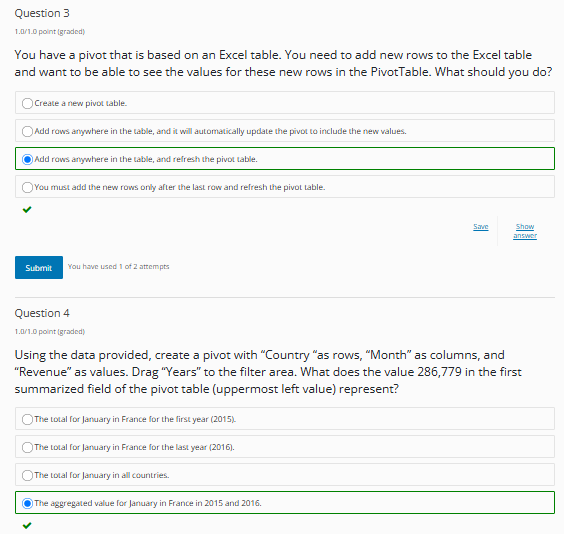 Question 3
1.0/1.0 point (graded)
You have a pivot that is based on an Excel table. You need to add new rows to the Excel table
and want to be able to see the values for these new rows in the PivotTable. What should you do?
Create a new pivot table.
Add rows anywhere in the table, and it will automatically update the pivot to include the new values.
Add rows anywhere in the table, and refresh the pivot table.
You must add the new rows only after the last row and refresh the pivot table.
Save
Show
answer
Submit
You have used 1 of 2 attempts
Question 4
1.0/1.0 point (graded)
Using the data provided, create a pivot with “Country “as rows, “Month” as columns, and
“Revenue” as values. Drag “Years” to the filter area. What does the value 286,779 in the first
summarized field of the pivot table (uppermost left value) represent?
The total for January in France for the first year (2015).
The total for January in France for the last year (2016).
The total for January in all countries.
The aggregated value for January in France in 2015 and 2016.